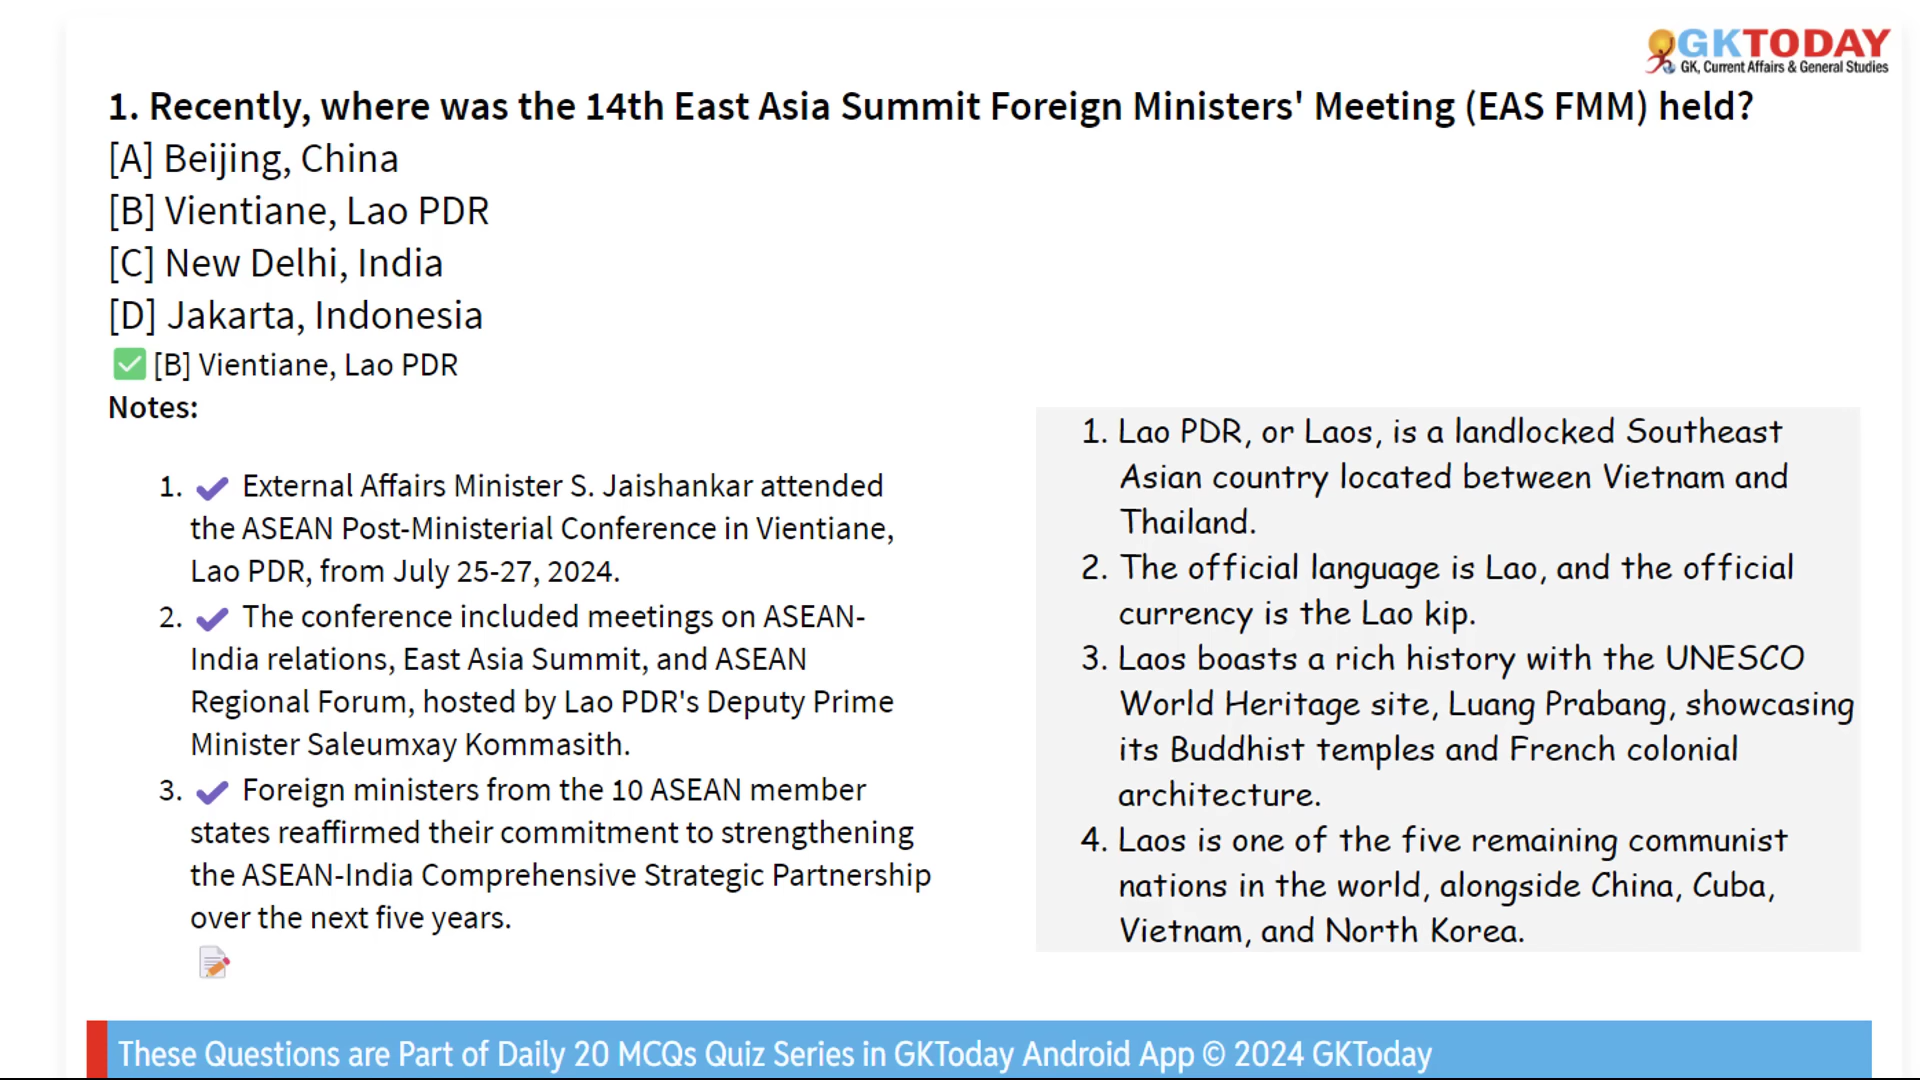 GKTODAY
GK, Current Affairs & General Studies
1. Recently, where was the 14th East Asia Summit Foreign Ministers' Meeting (EAS FMM) held?
[A] Beijing, China
[B] Vientiane, Lao PDR
[C] New Delhi, India
[D] Jakarta, Indonesia
✅ [B] Vientiane, Lao PDR
Notes:
1. ✔ External Affairs Minister S. Jaishankar attended
the ASEAN Post-Ministerial Conference in Vientiane,
Lao PDR, from July 25-27, 2024.
2. ✔ The conference included meetings on ASEAN-
India relations, East Asia Summit, and ASEAN
Regional Forum, hosted by Lao PDR's Deputy Prime
Minister Saleumxay Kommasith.
3. ✔ Foreign ministers from the 10 ASEAN member
states reaffirmed their commitment to strengthening
the ASEAN-India Comprehensive Strategic Partnership
over the next five years.
1. Lao PDR, or Laos, is a landlocked Southeast
Asian country located between Vietnam and
Thailand.
2. The official language is Lao, and the official
currency is the Lao kip.
3. Laos boasts a rich history with the UNESCO
World Heritage site, Luang Prabang, showcasing
its Buddhist temples and French colonial
architecture.
4. Laos is one of the five remaining communist
nations in the world, alongside China, Cuba,
Vietnam, and North Korea.
These Questions are Part of Daily 20 MCQs Quiz Series in GKToday Android App © 2024 GKToday